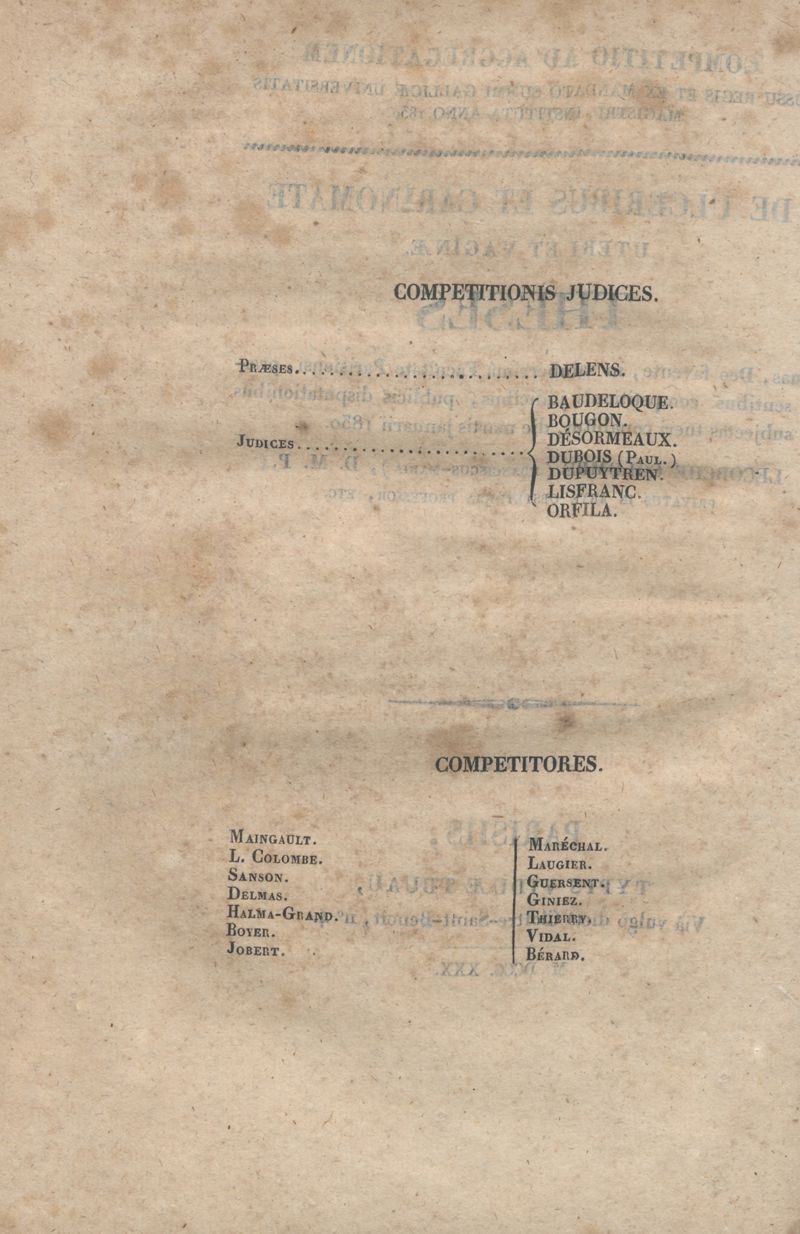 COMPETITIONIS JUDICES.
PRÆSES. . . . . . . . . . . . . . . . . . . . . . DELENS.
BAUDELOQUE.
BOUGON.
DÉSORMEAUX.
JUDICES . . . . . . . . . . . . . . . . . . . . .
DUBOIS (PAUL.)
DUPUYTREN.
LISFRANC.
ORFILA.
COMPETITORES.
MAINGAULT.
L. COLOMBE.
SANSON.
DELMAS.
HALMA-GRAND.
BOYER.
JOBERT.
MARÉCHAL.
LAUGIER.
GUERSENT.
GINIEZ.
THIERRY.
VIDAL.
BÉRARD.